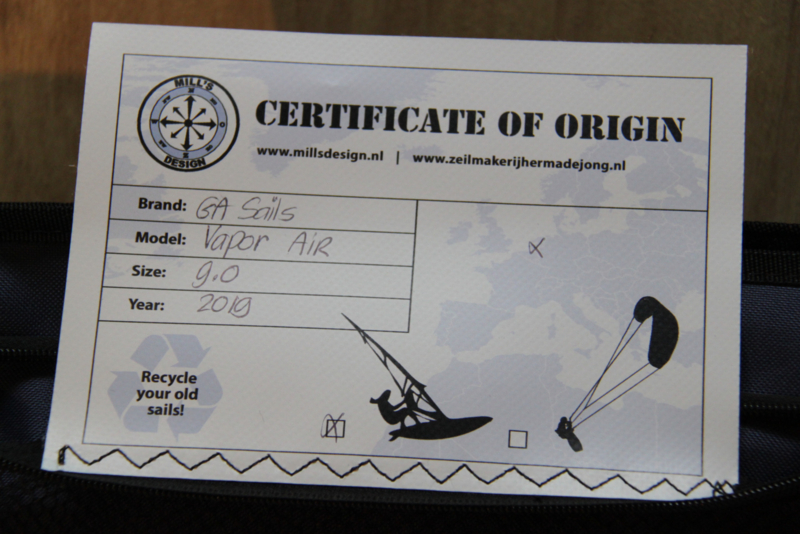 MILL'S
DESIGN
CERTIFICATE OF ORIGIN
www.millsdesign.nl | www.zeilmakerijhermadejong.nl
Brand: GA Sails
Model: Vapor Air
Size: 9.0
Year: 2019
Recycle
your old
sails!